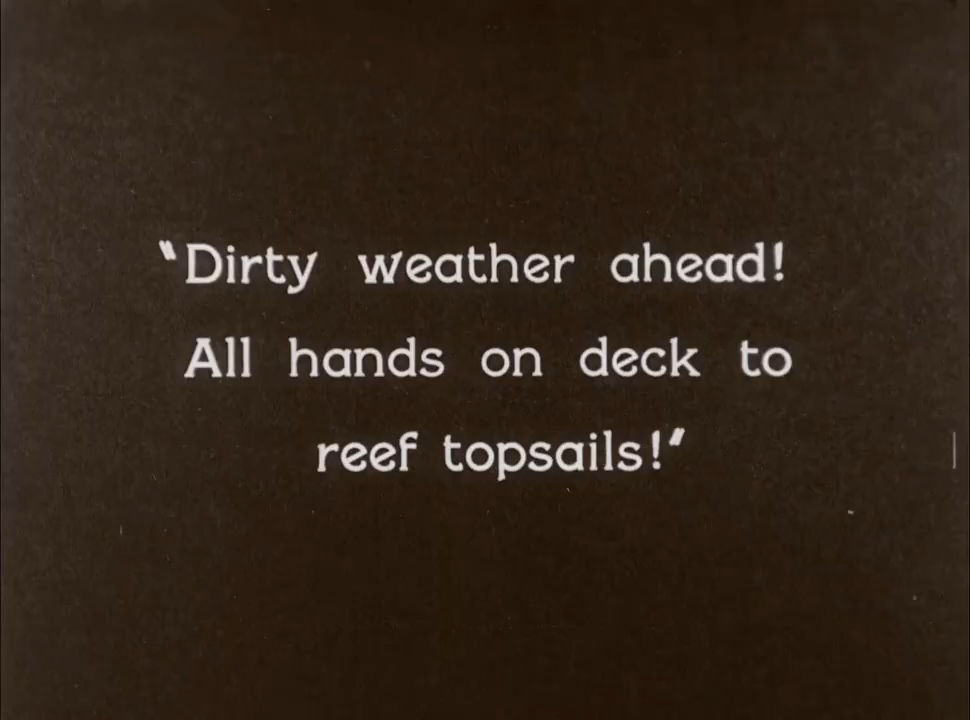 "Dirty weather ahead!
All hands on deck to
reef topsails!"